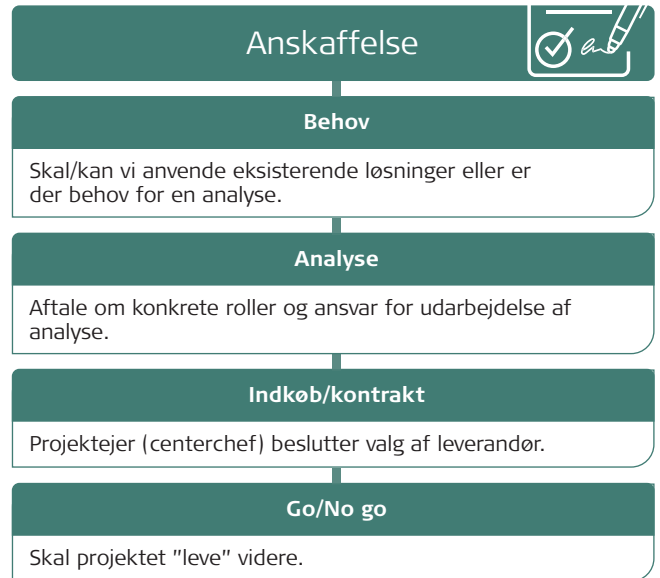 Anskaffelse
Behov
Skal/kan vi anvende eksisterende løsninger eller er
der behov for en analyse.
Analyse
Aftale om konkrete roller og ansvar for udarbejdelse af
analyse.
Indkøb/kontrakt
Projektejer (centerchef) beslutter valg af leverandør.
Go/No go
Skal projektet "leve" videre.